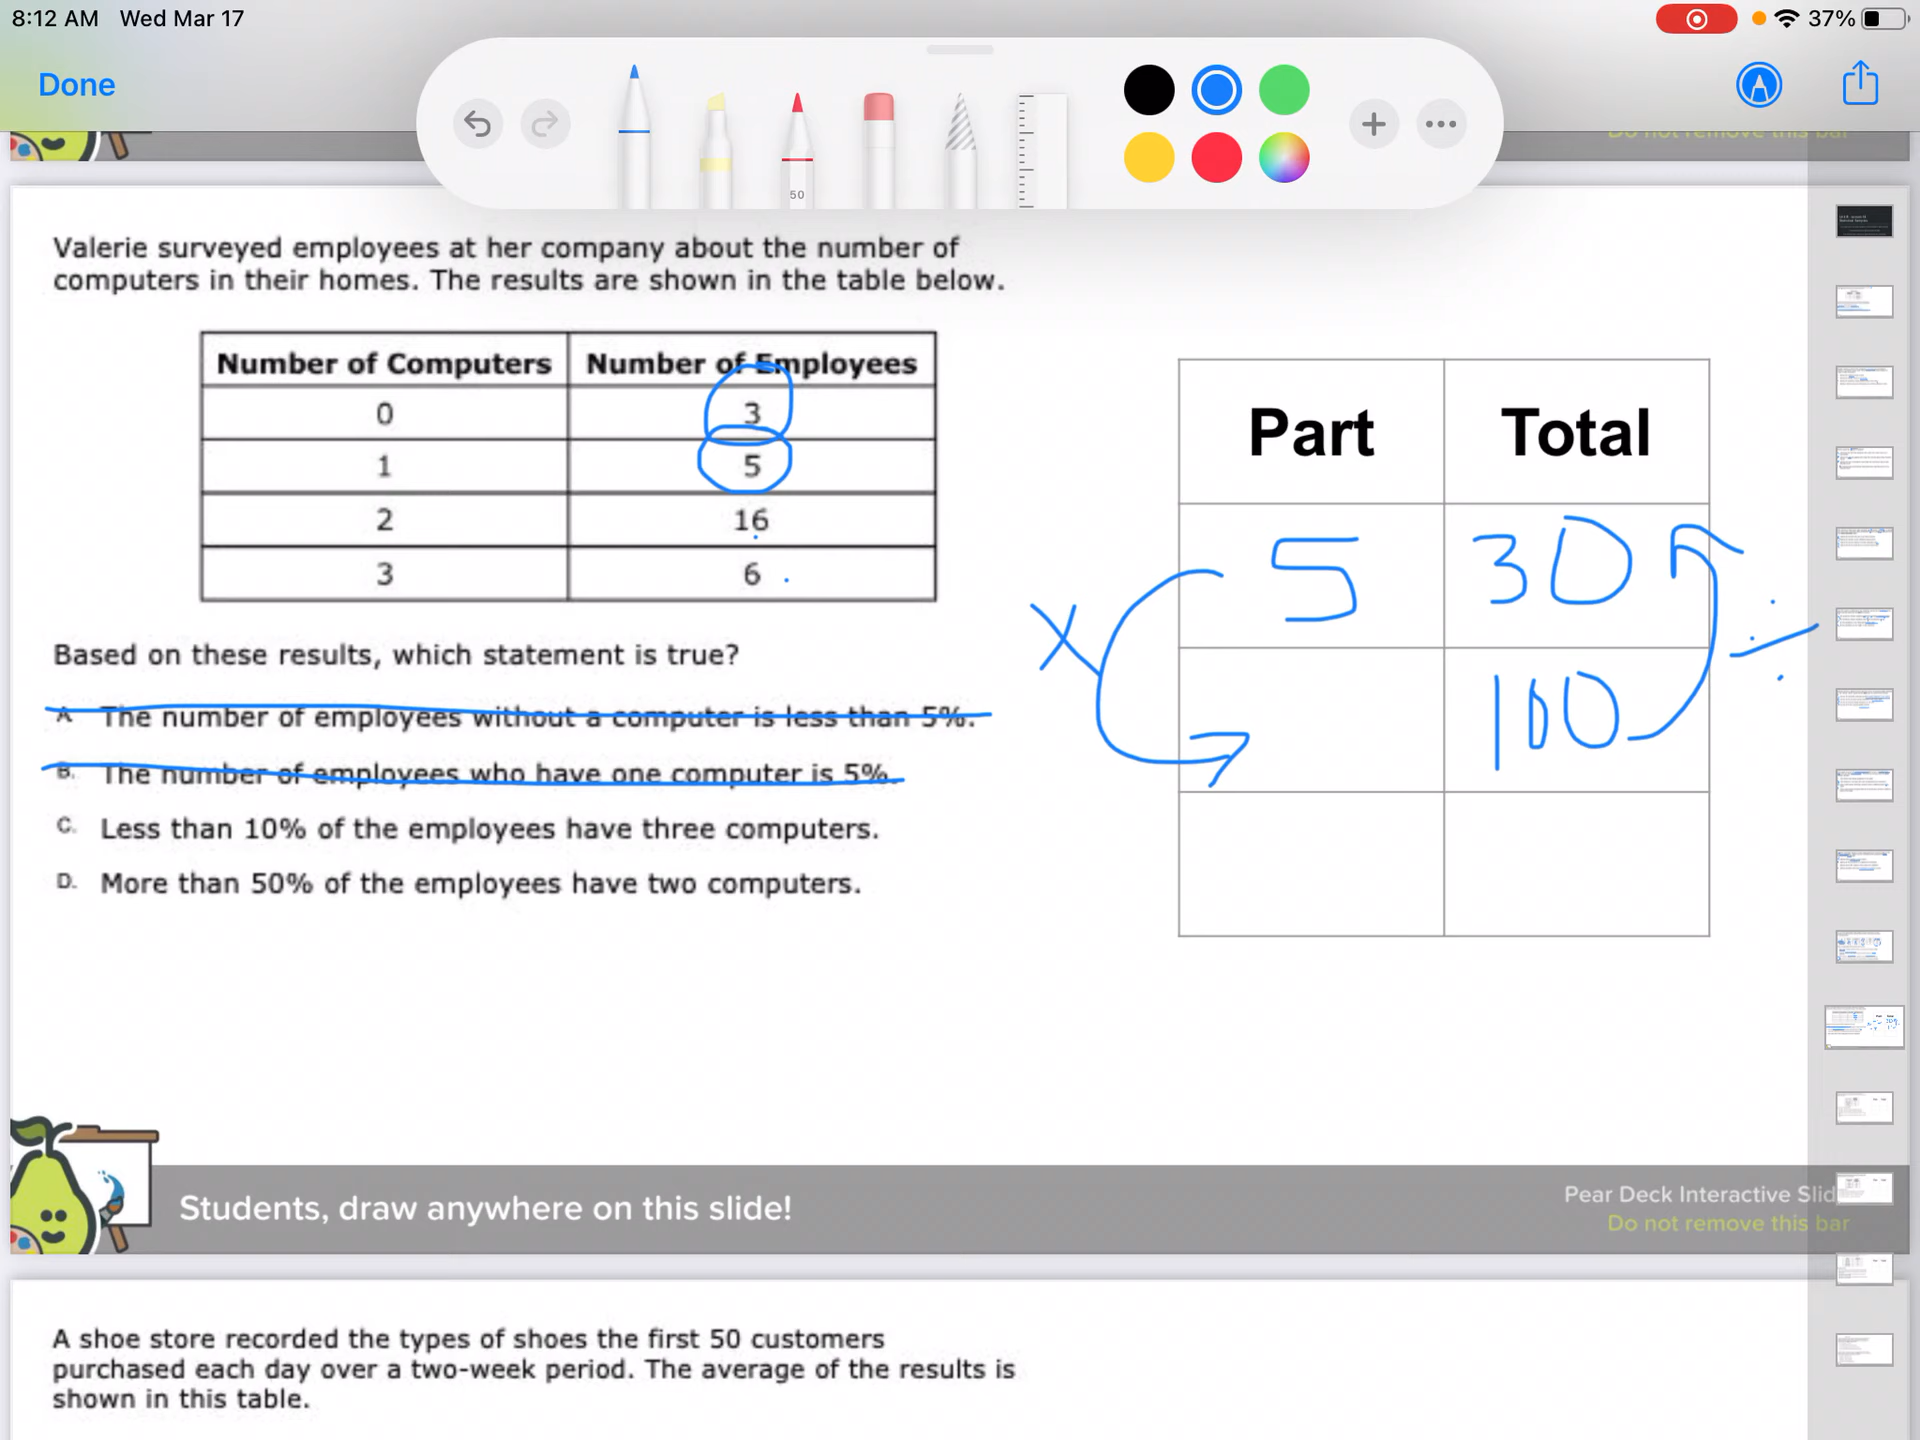 8:12 AM Wed Mar 17
37%
Done
50
Do not remove this bar
Valerie surveyed employees at her company about the number of
computers in their homes. The results are shown in the table below.
Number of Computers Number of Employees
0 3
1 5
2 16
3 6
Part Total
5 30
100
X ÷
Based on these results, which statement is true?
A. The number of employees without a computer is less than 5%.
B. The number of employees who have one computer is 5%.
C. Less than 10% of the employees have three computers.
D. More than 50% of the employees have two computers.
Students, draw anywhere on this slide!
Pear Deck Interactive Slid
Do not remove this bar
A shoe store recorded the types of shoes the first 50 customers
purchased each day over a two-week period. The average of the results is
shown in this table.